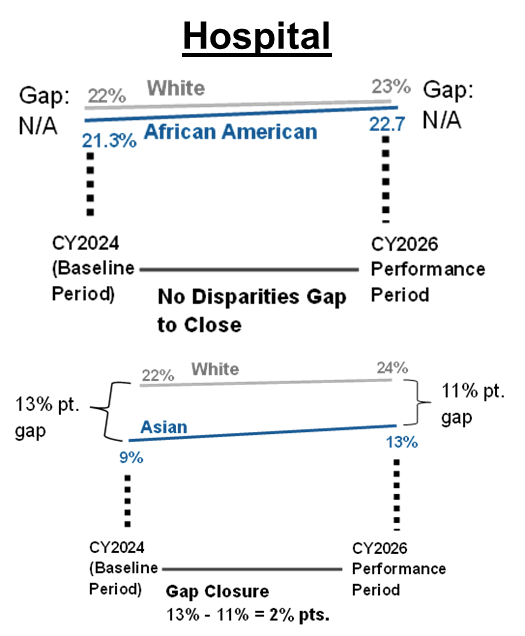 Hospital
Gap:
N/A
22%
White
23%
Gap:
N/A
21.3%
African American
22.7
CY2024
(Baseline
Period)
CY2026
Performance
Period
No Disparities Gap
to Close
22%
White
24%
13% pt.
gap
11% pt.
gap
Asian
9%
13%
CY2024
(Baseline
Period)
CY2026
Performance
Period
Gap Closure
13% - 11% = 2% pts.